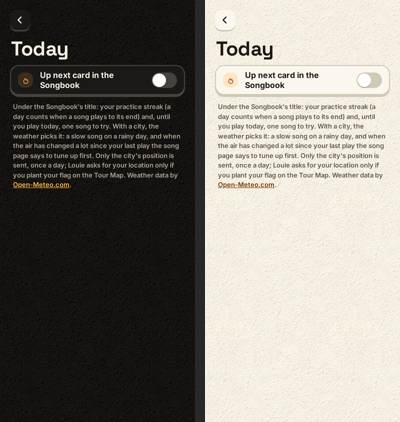 Today
Up next card in the
Songbook
Under the Songbook's title: your practice streak (a
day counts when a song plays to its end) and, until
you play today, one song to try. With a city, the
weather picks it: a slow song on a rainy day, and when
the air has changed a lot since your last play the song
page says to tune up first. Only the city's position is
sent, once a day; Louie asks for your location only if
you plant your flag on the Tour Map. Weather data by
Open-Meteo.com.
Today
Up next card in the
Songbook
Under the Songbook's title: your practice streak (a
day counts when a song plays to its end) and, until
you play today, one song to try. With a city, the
weather picks it: a slow song on a rainy day, and when
the air has changed a lot since your last play the song
page says to tune up first. Only the city's position is
sent, once a day; Louie asks for your location only if
you plant your flag on the Tour Map. Weather data by
Open-Meteo.com.